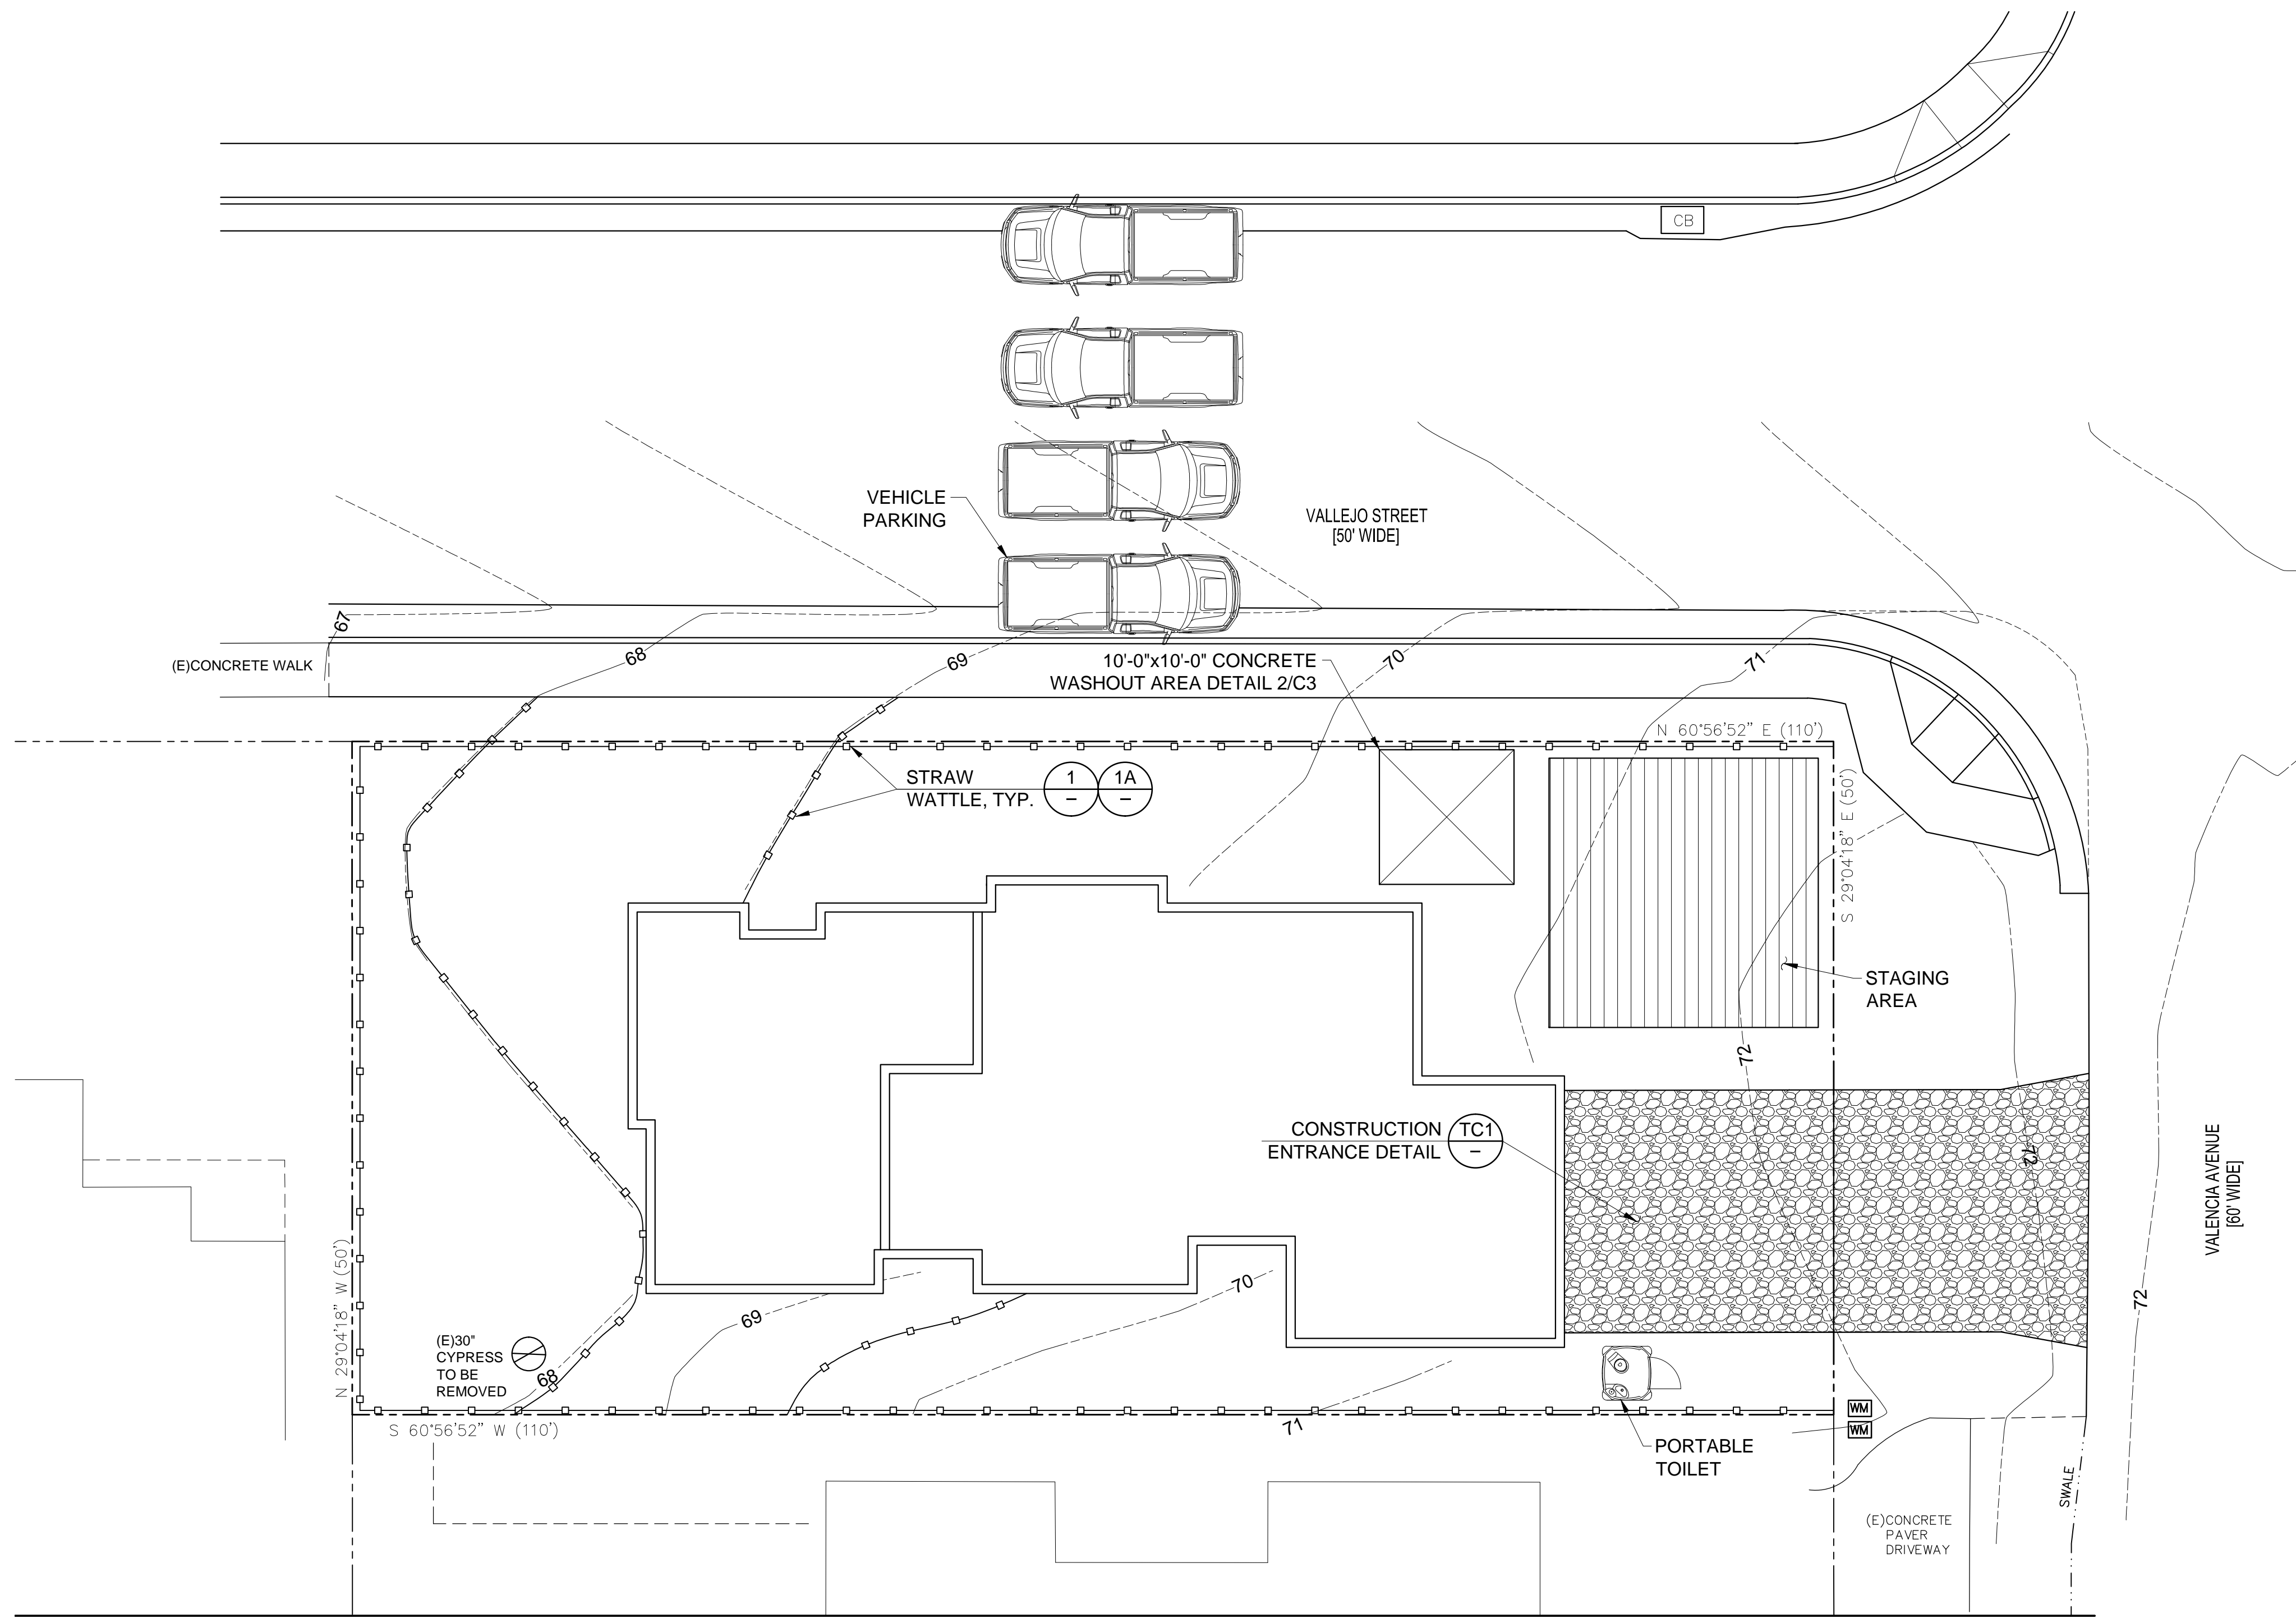 CB
VEHICLE
PARKING
VALLEJO STREET
[50' WIDE]
67
68
69
70
71
(E)CONCRETE WALK
10'-0"x10'-0" CONCRETE
WASHOUT AREA DETAIL 2/C3
N 60°56'52" E (110')
STRAW
WATTLE, TYP.
1
–
1A
–
S 29°04'18" E (50')
STAGING
AREA
72
CONSTRUCTION
ENTRANCE DETAIL
TC1
–
72
VALENCIA AVENUE
[60' WIDE]
72
N 29°04'18" W (50')
69
70
(E)30"
CYPRESS
TO BE
REMOVED
68
S 60°56'52" W (110')
71
WM
WM
PORTABLE
TOILET
SWALE
(E)CONCRETE
PAVER
DRIVEWAY